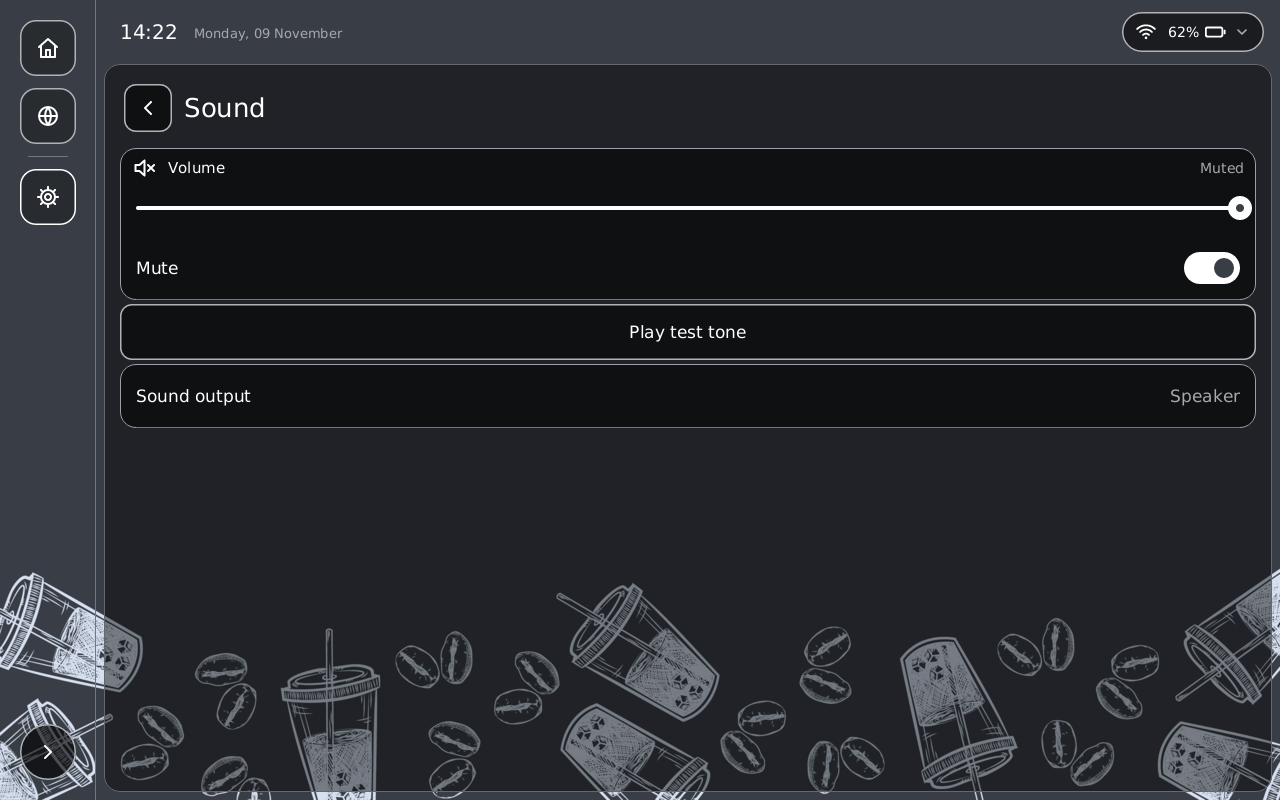 14:22 Monday, 09 November
62%
Sound
Volume Muted
Mute
Play test tone
Sound output Speaker